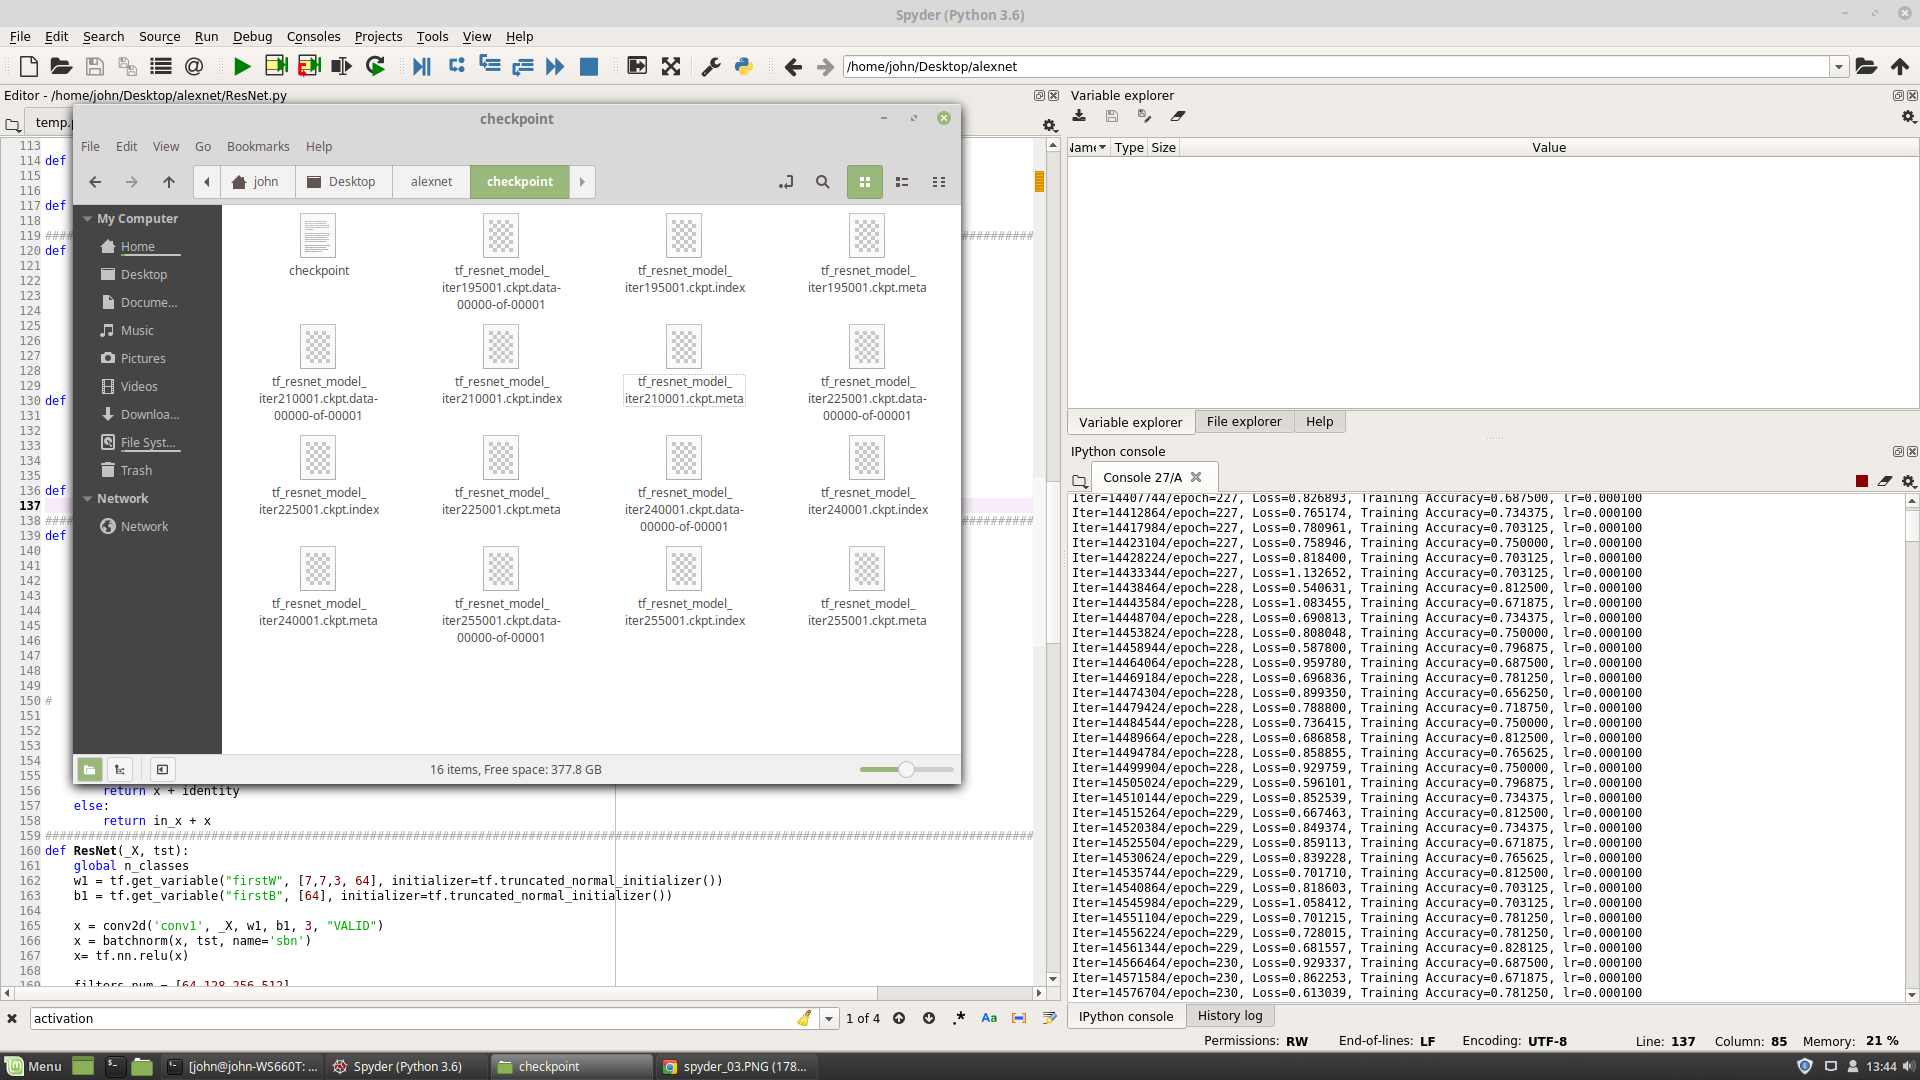 Spyder (Python 3.6)
File Edit Search Source Run Debug Consoles Projects Tools View Help
/home/john/Desktop/alexnet
Editor - /home/john/Desktop/alexnet/ResNet.py
temp.
checkpoint
File Edit View Go Bookmarks Help
john Desktop alexnet checkpoint
My Computer
Home
Desktop
Docume...
Music
Pictures
Videos
Downloa...
File Syst...
Trash
Network
Network
checkpoint
tf_resnet_model_
iter195001.ckpt.data-
00000-of-00001
tf_resnet_model_
iter195001.ckpt.index
tf_resnet_model_
iter195001.ckpt.meta
tf_resnet_model_
iter210001.ckpt.data-
00000-of-00001
tf_resnet_model_
iter210001.ckpt.index
tf_resnet_model_
iter210001.ckpt.meta
tf_resnet_model_
iter225001.ckpt.data-
00000-of-00001
tf_resnet_model_
iter225001.ckpt.index
tf_resnet_model_
iter225001.ckpt.meta
tf_resnet_model_
iter240001.ckpt.data-
00000-of-00001
tf_resnet_model_
iter240001.ckpt.index
tf_resnet_model_
iter240001.ckpt.meta
tf_resnet_model_
iter255001.ckpt.data-
00000-of-00001
tf_resnet_model_
iter255001.ckpt.index
tf_resnet_model_
iter255001.ckpt.meta
16 items, Free space: 377.8 GB
113
114 def
115
116
117 def
118
119 ####
120 def
121
122
123
124
125
126
127
128
129
130 def
131
132
133
134
135
136 def
137
138 ####
139 def
140
141
142
143
144
145
146
147
148
149
150 #
151
152
153
154
155
156 return x + identity
157 else:
158 return in_x + x
159
160 def ResNet(_X, tst):
161 global n_classes
162 w1 = tf.get_variable("firstW", [7,7,3, 64], initializer=tf.truncated_normal_initializer())
163 b1 = tf.get_variable("firstB", [64], initializer=tf.truncated_normal_initializer())
164
165 x = conv2d('conv1', _X, w1, b1, 3, "VALID")
166 x = batchnorm(x, tst, name='sbn')
167 x= tf.nn.relu(x)
168
169 filters_num = [64,128,256,512]
activation
1 of 4
Aa
Variable explorer
Name Type Size Value
Variable explorer File explorer Help
IPython console
Console 27/A
Iter=14407744/epoch=227, Loss=0.826893, Training Accuracy=0.687500, lr=0.000100
Iter=14412864/epoch=227, Loss=0.765174, Training Accuracy=0.734375, lr=0.000100
Iter=14417984/epoch=227, Loss=0.780961, Training Accuracy=0.703125, lr=0.000100
Iter=14423104/epoch=227, Loss=0.758946, Training Accuracy=0.750000, lr=0.000100
Iter=14428224/epoch=227, Loss=0.818400, Training Accuracy=0.703125, lr=0.000100
Iter=14433344/epoch=227, Loss=1.132652, Training Accuracy=0.703125, lr=0.000100
Iter=14438464/epoch=228, Loss=0.540631, Training Accuracy=0.812500, lr=0.000100
Iter=14443584/epoch=228, Loss=1.083455, Training Accuracy=0.671875, lr=0.000100
Iter=14448704/epoch=228, Loss=0.690813, Training Accuracy=0.734375, lr=0.000100
Iter=14453824/epoch=228, Loss=0.808048, Training Accuracy=0.750000, lr=0.000100
Iter=14458944/epoch=228, Loss=0.587800, Training Accuracy=0.796875, lr=0.000100
Iter=14464064/epoch=228, Loss=0.959780, Training Accuracy=0.687500, lr=0.000100
Iter=14469184/epoch=228, Loss=0.696836, Training Accuracy=0.781250, lr=0.000100
Iter=14474304/epoch=228, Loss=0.899350, Training Accuracy=0.656250, lr=0.000100
Iter=14479424/epoch=228, Loss=0.788800, Training Accuracy=0.718750, lr=0.000100
Iter=14484544/epoch=228, Loss=0.736415, Training Accuracy=0.750000, lr=0.000100
Iter=14489664/epoch=228, Loss=0.686858, Training Accuracy=0.812500, lr=0.000100
Iter=14494784/epoch=228, Loss=0.858855, Training Accuracy=0.765625, lr=0.000100
Iter=14499904/epoch=228, Loss=0.929759, Training Accuracy=0.750000, lr=0.000100
Iter=14505024/epoch=229, Loss=0.596101, Training Accuracy=0.796875, lr=0.000100
Iter=14510144/epoch=229, Loss=0.852539, Training Accuracy=0.734375, lr=0.000100
Iter=14515264/epoch=229, Loss=0.667463, Training Accuracy=0.812500, lr=0.000100
Iter=14520384/epoch=229, Loss=0.849374, Training Accuracy=0.734375, lr=0.000100
Iter=14525504/epoch=229, Loss=0.859113, Training Accuracy=0.671875, lr=0.000100
Iter=14530624/epoch=229, Loss=0.839228, Training Accuracy=0.765625, lr=0.000100
Iter=14535744/epoch=229, Loss=0.701710, Training Accuracy=0.812500, lr=0.000100
Iter=14540864/epoch=229, Loss=0.818603, Training Accuracy=0.703125, lr=0.000100
Iter=14545984/epoch=229, Loss=1.058412, Training Accuracy=0.703125, lr=0.000100
Iter=14551104/epoch=229, Loss=0.701215, Training Accuracy=0.781250, lr=0.000100
Iter=14556224/epoch=229, Loss=0.728015, Training Accuracy=0.781250, lr=0.000100
Iter=14561344/epoch=229, Loss=0.681557, Training Accuracy=0.828125, lr=0.000100
Iter=14566464/epoch=230, Loss=0.929337, Training Accuracy=0.687500, lr=0.000100
Iter=14571584/epoch=230, Loss=0.862253, Training Accuracy=0.671875, lr=0.000100
Iter=14576704/epoch=230, Loss=0.613039, Training Accuracy=0.781250, lr=0.000100
IPython console History log
Permissions: RW End-of-lines: LF Encoding: UTF-8 Line: 137 Column: 85 Memory: 21 %
Menu [john@john-WS660T: ... Spyder (Python 3.6) checkpoint spyder_03.PNG (178... 13:44